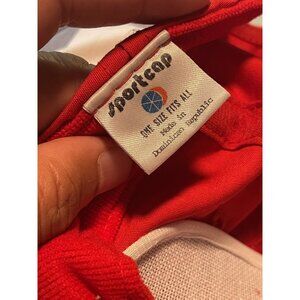 sportcap
ONE SIZE FITS ALL
Made in
Dominican Republic